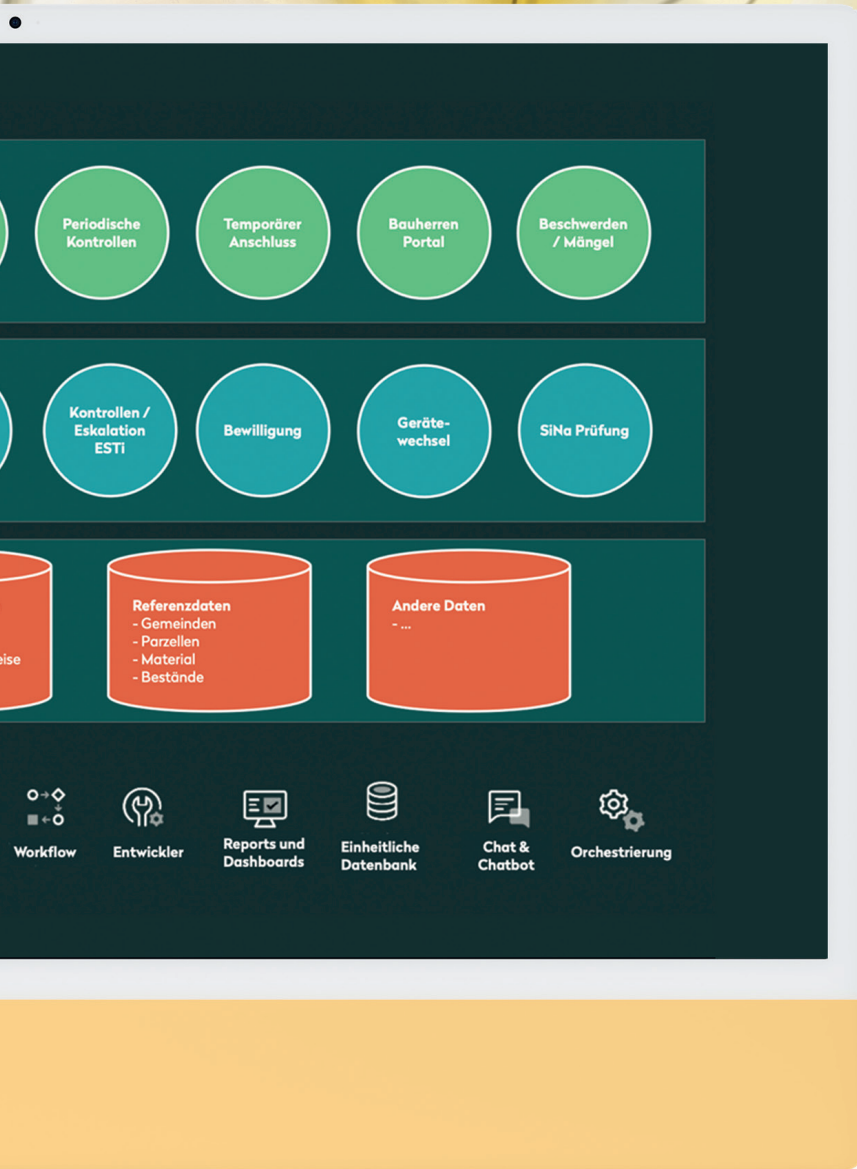 Periodische
Kontrollen
Temporärer
Anschluss
Bauherren
Portal
Beschwerden
/ Mängel
Kontrollen /
Eskalation
ESTi
Bewilligung
Geräte-
wechsel
SiNa Prüfung
eise
Referenzdaten
- Gemeinden
- Parzellen
- Material
- Bestände
Andere Daten
- ...
Workflow
Entwickler
Reports und
Dashboards
Einheitliche
Datenbank
Chat &
Chatbot
Orchestrierung